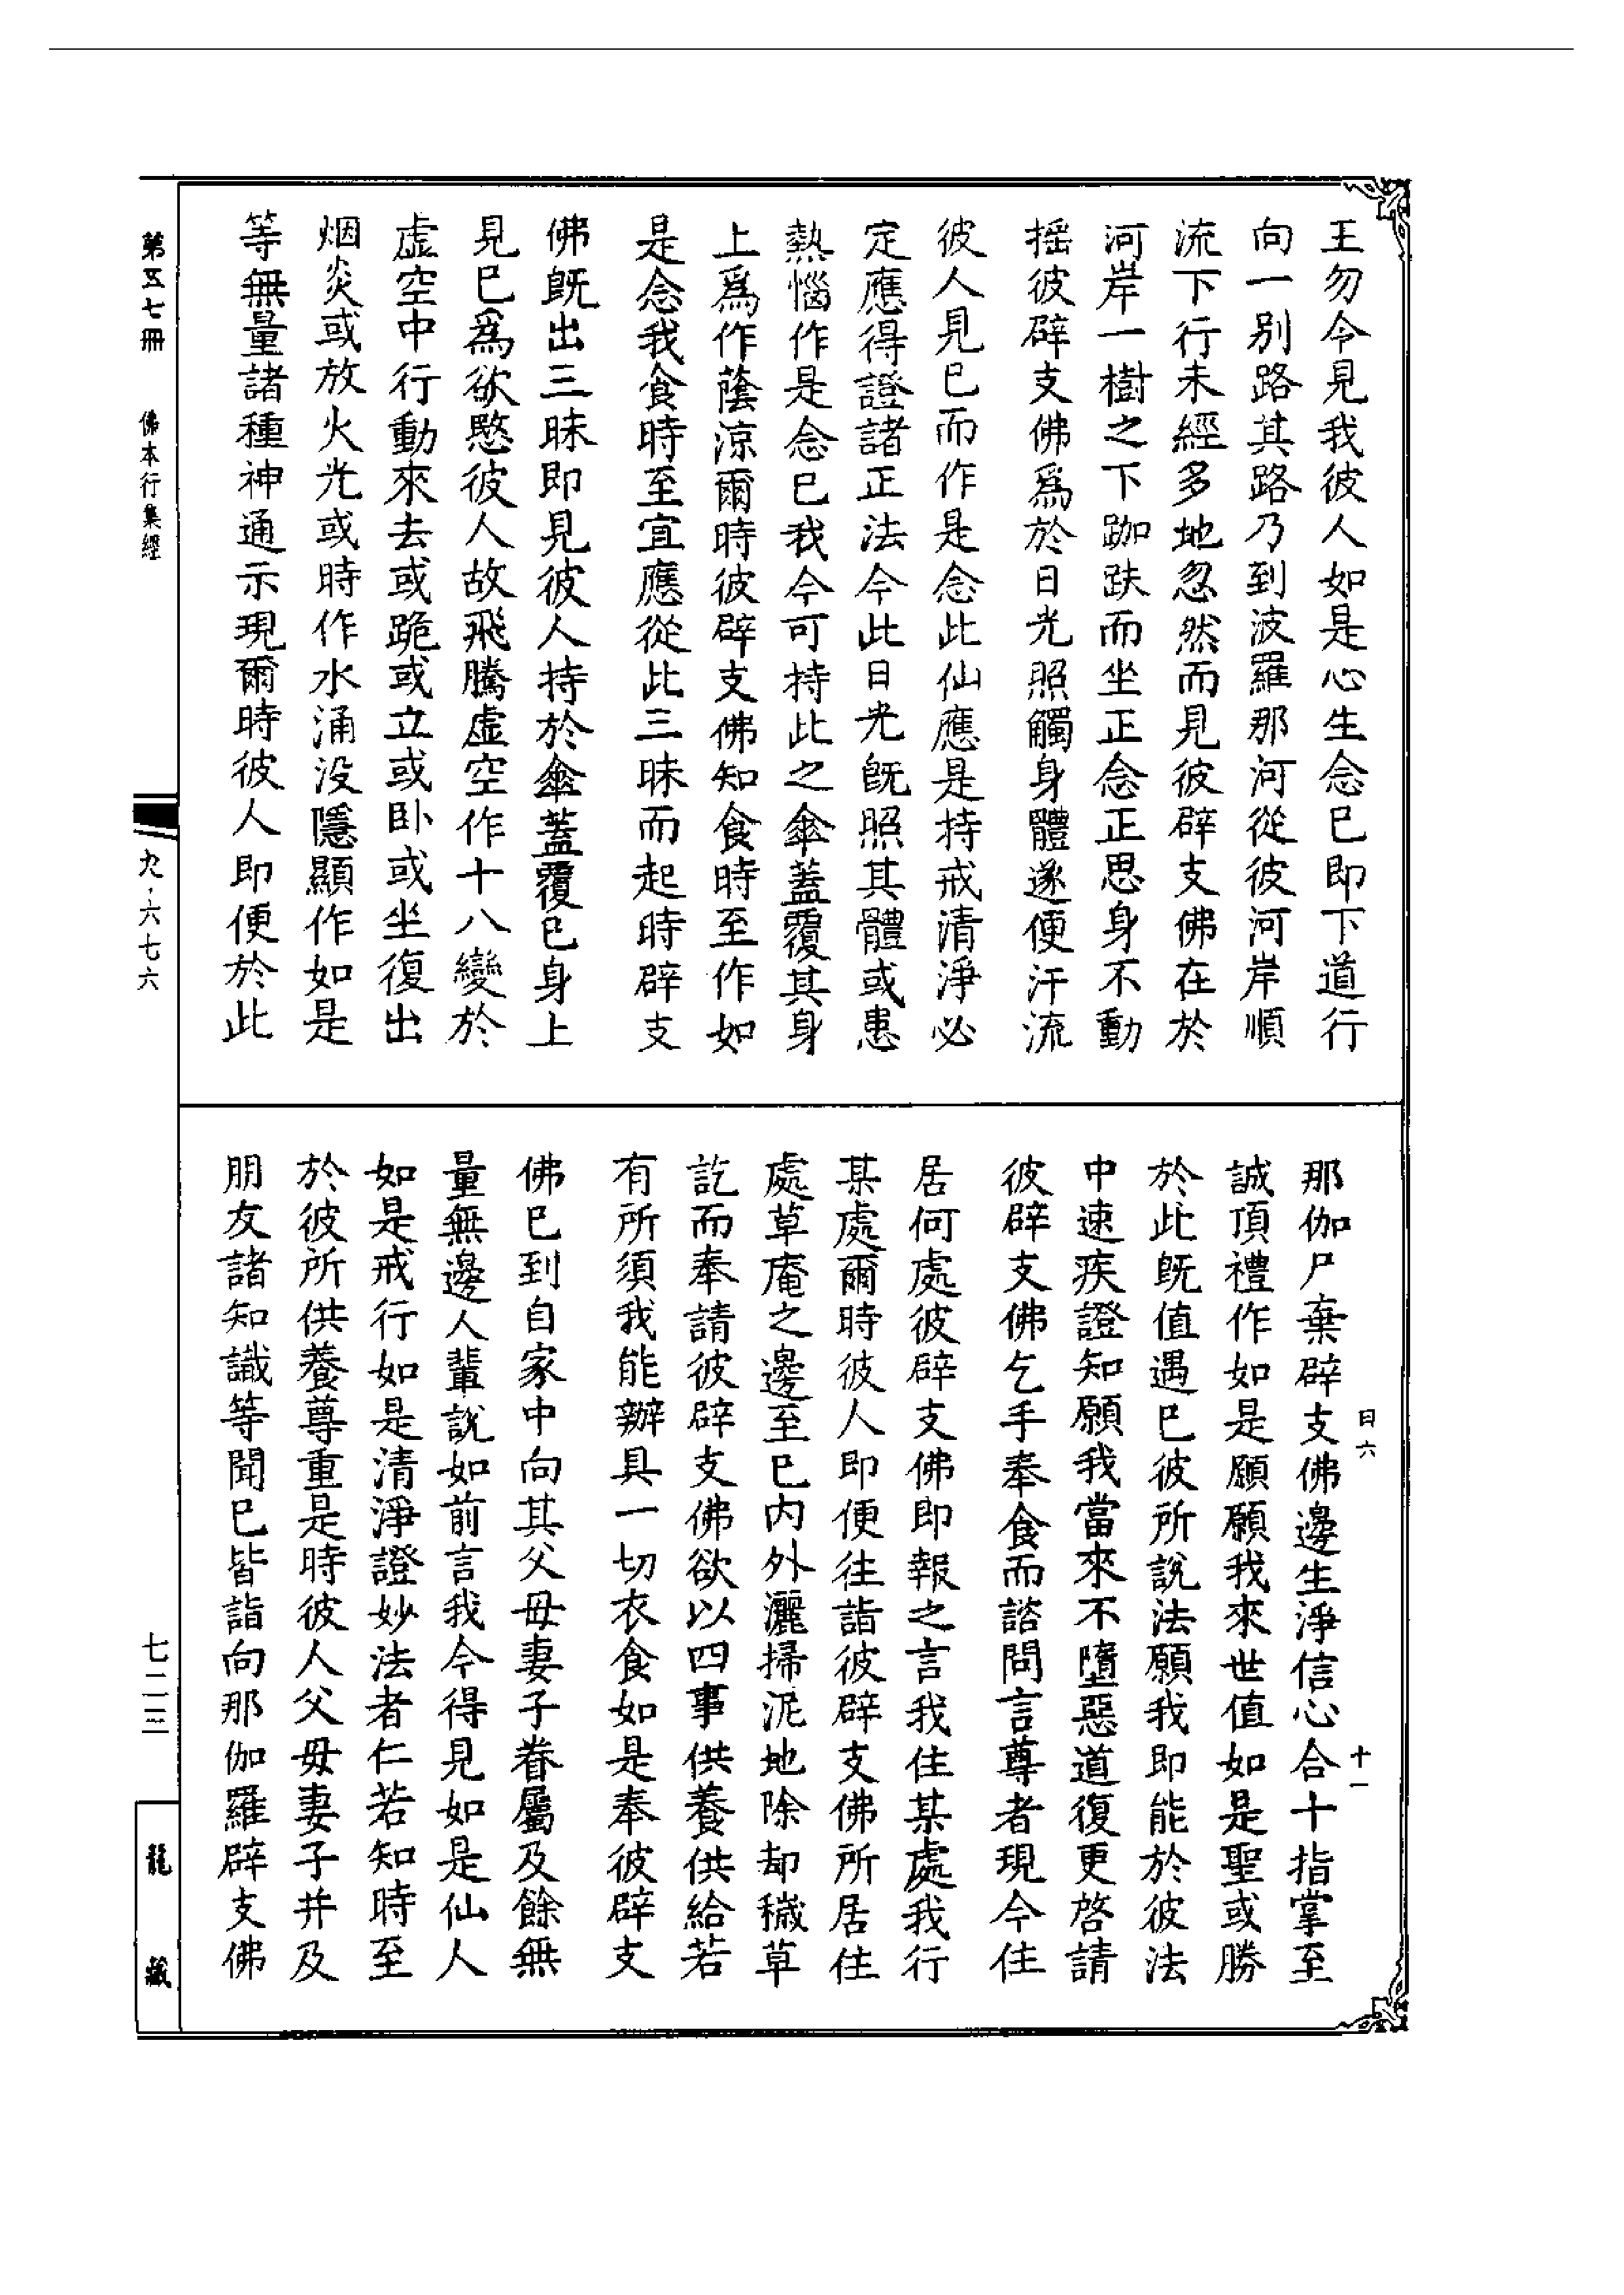 王勿令見我彼人如是心生念已即下道行
向一別路其路乃到波羅那河從彼河岸順
流下行未經多地忽然而見彼辟支佛在於
河岸一樹之下跏趺而坐正念正思身不動
揺彼辟支佛爲於日光照觸身體遂便汗流
彼人見已而作是念此仙應是持戒清淨必
定應得證諸正法今此日光既照其體或患
熱惱作是念已我今可持此之傘蓋覆其身
上爲作蔭涼爾時彼辟支佛知食時至作如
是念我食時至宜應從此三昧而起時辟支
佛既出三昧即見彼人持於傘蓋覆已身上
見已爲欲愍彼人故飛騰虛空作十八變於
虛空中行動來去或跪或立或卧或坐復出
烟炎或放火光或時作水涌没隱顯作如是
等無量諸種神通示現爾時彼人即便於此
那伽尸棄辟支佛邊生淨信心合十指掌至
誠頂禮作如是願願我來世值如是聖或勝
於此既值遇已彼所説法願我即能於彼法
中速疾證知願我當來不墮惡道復更啓請
彼辟支佛乞手奉食而諮問言尊者現今住
居何處彼辟支佛即報之言我住某處我行
某處爾時彼人即便往詣彼辟支佛所居住
處草庵之邊至已内外灑掃泥地除却穢草
訖而奉請彼辟支佛欲以四事供養供給若
有所須我能辦具一切衣食如是奉彼辟支
佛已到自家中向其父母妻子眷屬及餘無
量無邊人輩説如前言我今得見如是仙人
如是戒行如是清淨證妙法者仁若知時至
於彼所供養尊重是時彼人父母妻子并及
朋友諸知識等聞已皆詣向那伽羅辟支佛
日六
十一
第五七冊 佛本行集經
九·六七六
七二三
龍藏